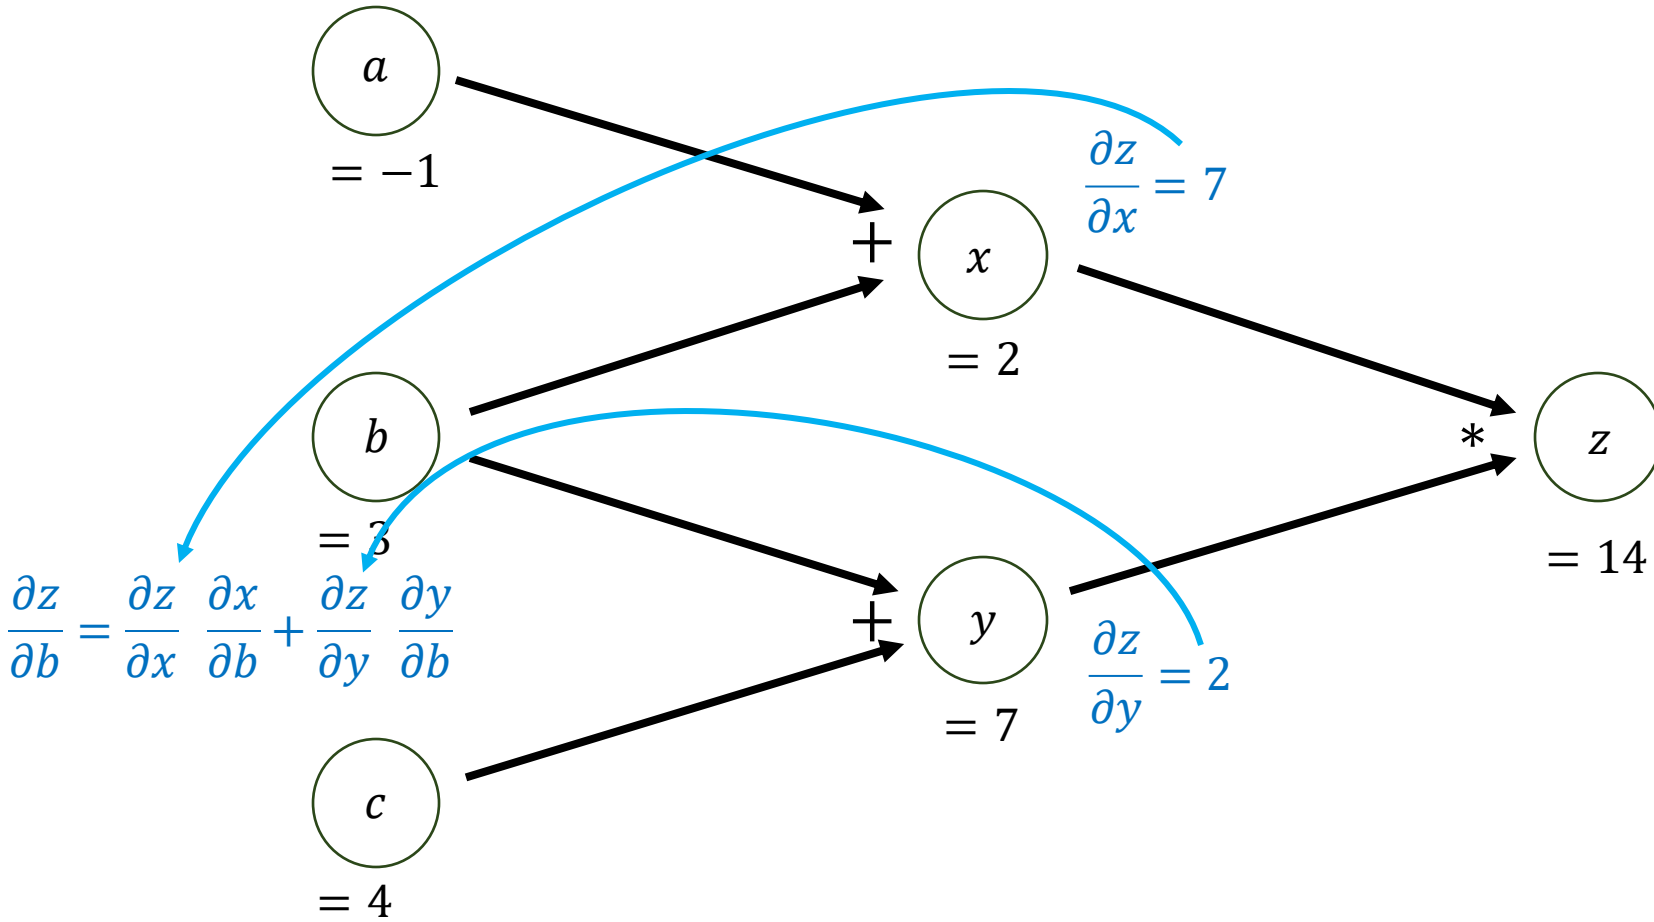 a
= −1
∂z/∂x = 7
+
x
= 2
b
= 3
*
z
= 14
∂z/∂b = ∂z/∂x ∂x/∂b + ∂z/∂y ∂y/∂b
+
y
= 7
∂z/∂y = 2
c
= 4